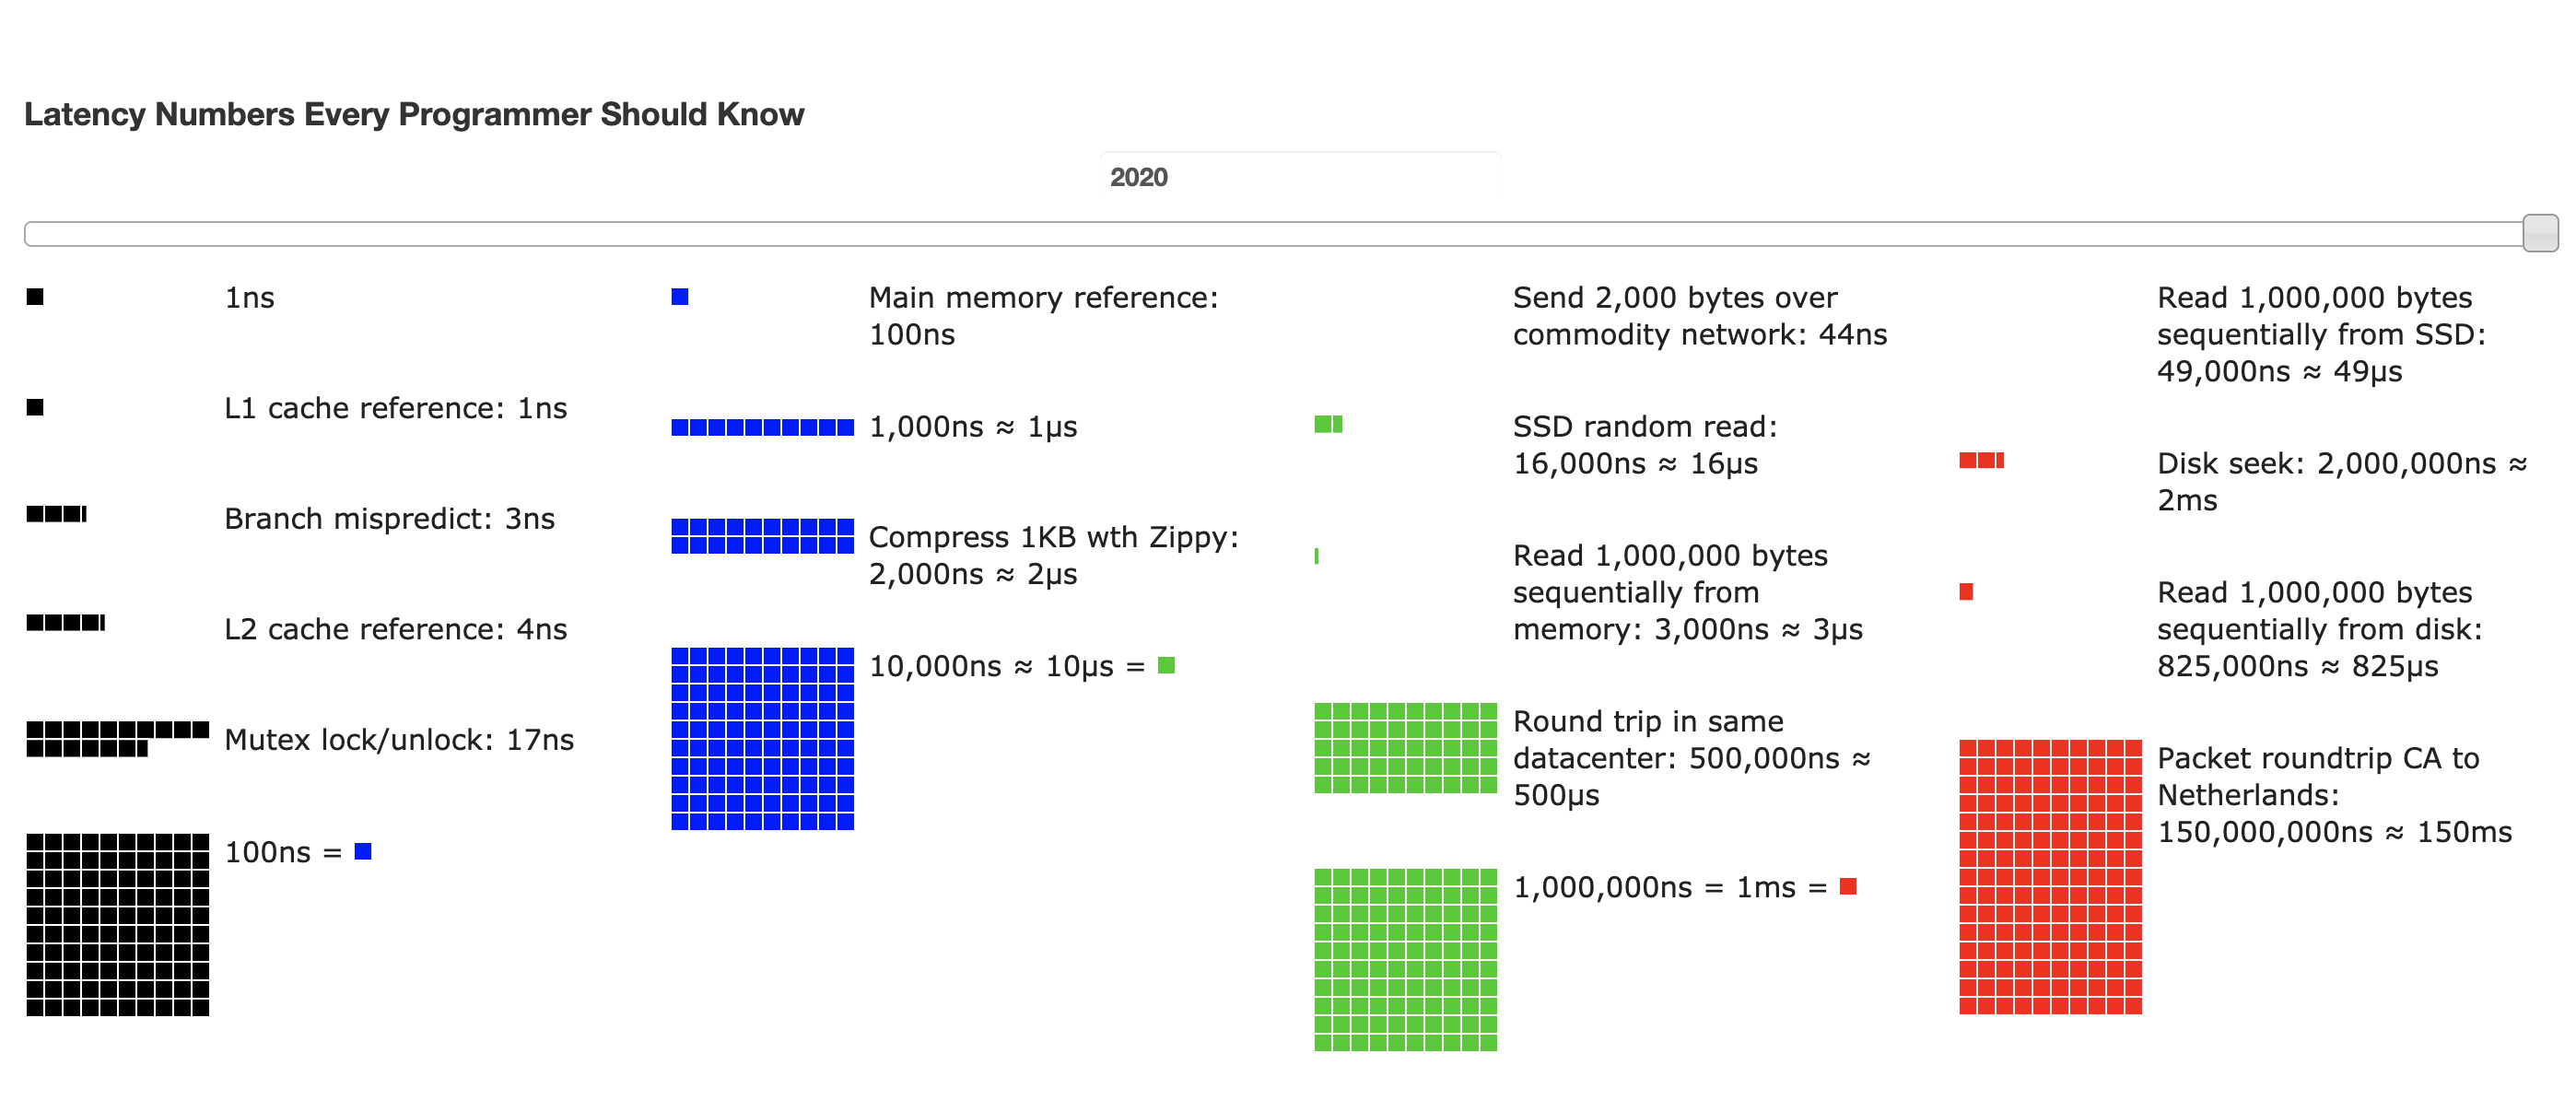 Latency Numbers Every Programmer Should Know
2020
1ns
L1 cache reference: 1ns
Branch mispredict: 3ns
L2 cache reference: 4ns
Mutex lock/unlock: 17ns
100ns =
Main memory reference:
100ns
1,000ns ≈ 1µs
Compress 1KB wth Zippy:
2,000ns ≈ 2µs
10,000ns ≈ 10µs =
Send 2,000 bytes over
commodity network: 44ns
SSD random read:
16,000ns ≈ 16µs
Read 1,000,000 bytes
sequentially from
memory: 3,000ns ≈ 3µs
Round trip in same
datacenter: 500,000ns ≈
500µs
1,000,000ns = 1ms =
Read 1,000,000 bytes
sequentially from SSD:
49,000ns ≈ 49µs
Disk seek: 2,000,000ns ≈
2ms
Read 1,000,000 bytes
sequentially from disk:
825,000ns ≈ 825µs
Packet roundtrip CA to
Netherlands:
150,000,000ns ≈ 150ms